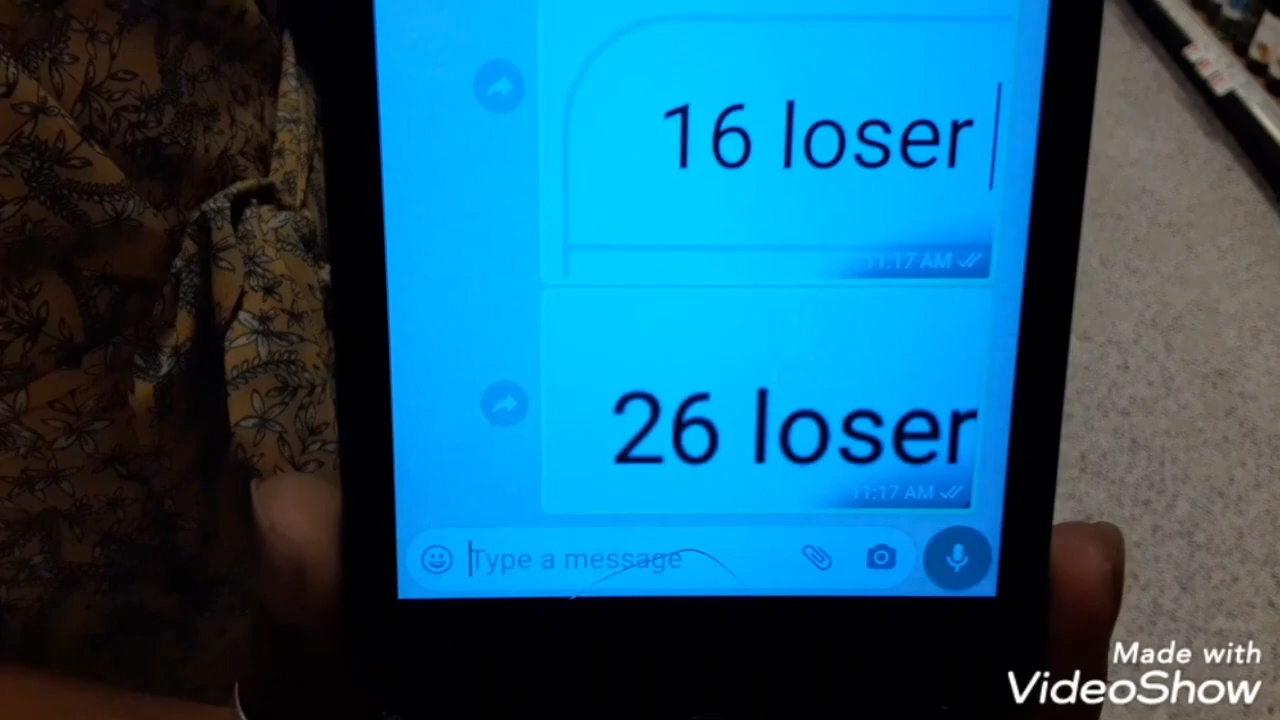 16 loser
11:17 AM
26 loser
11:17 AM
Type a message
Made with
VideoShow